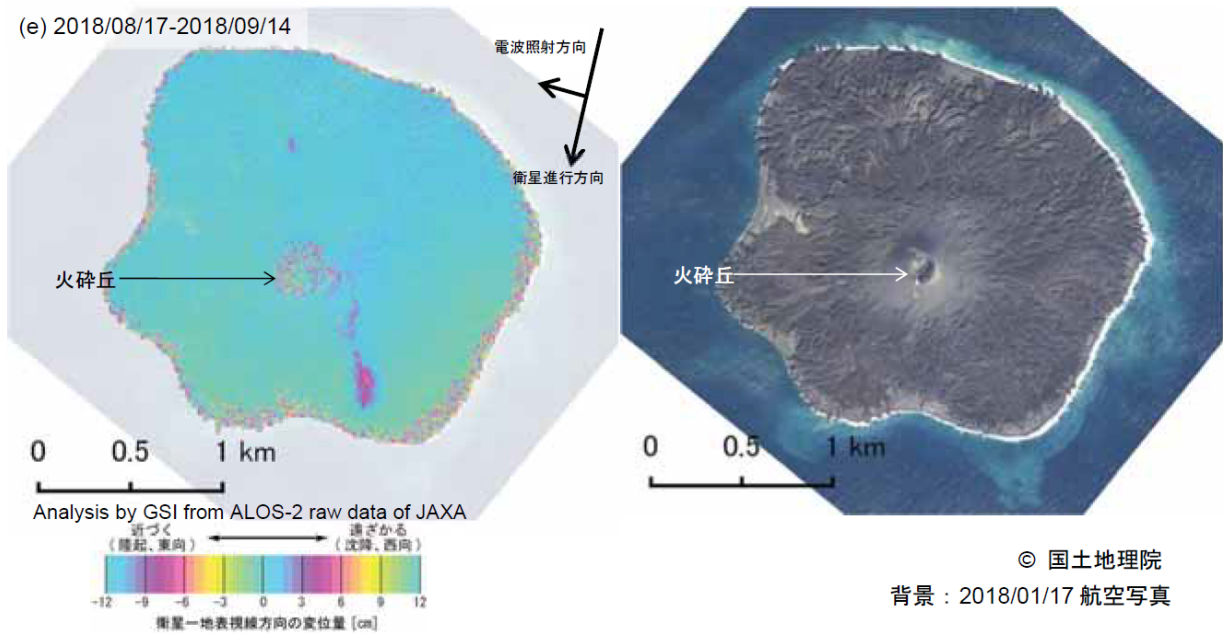 (e) 2018/08/17-2018/09/14
電波照射方向
衛星進行方向
火砕丘
火砕丘
0 0.5 1 km
0 0.5 1 km
Analysis by GSI from ALOS-2 raw data of JAXA
近づく 遠ざかる
(隆起、東向) (沈降、西向)
-12 -9 -6 -3 0 3 6 9 12
衛星−地表視線方向の変位量 [cm]
© 国土地理院
背景：2018/01/17 航空写真